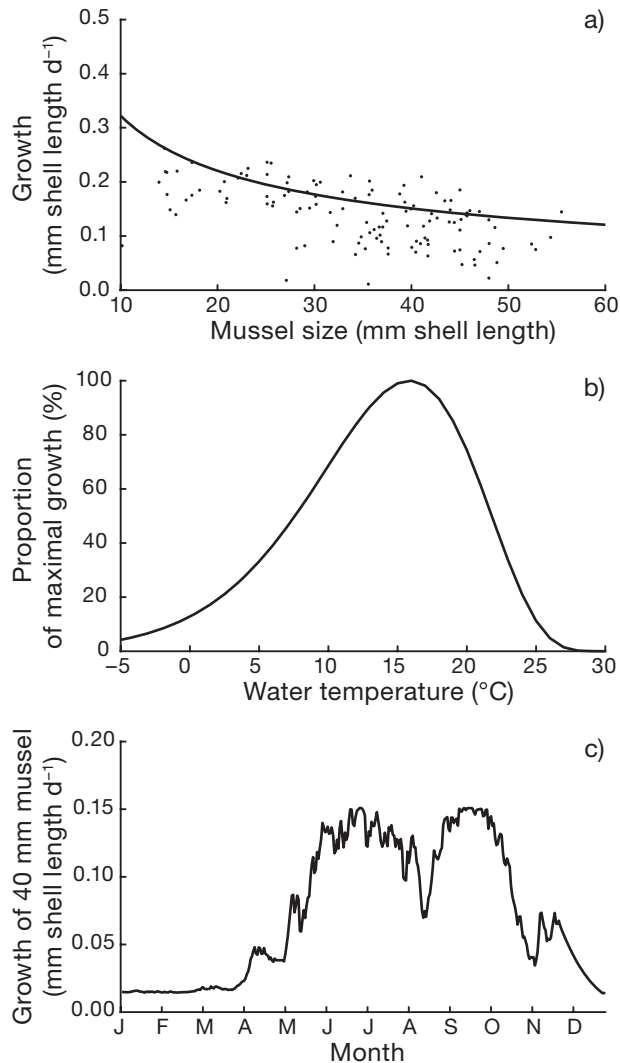 a)
Growth
(mm shell length d⁻¹)
0.5
0.4
0.3
0.2
0.1
0.0
10 20 30 40 50 60
Mussel size (mm shell length)
b)
Proportion
of maximal growth (%)
100
80
60
40
20
0
−5 0 5 10 15 20 25 30
Water temperature (°C)
c)
Growth of 40 mm mussel
(mm shell length d⁻¹)
0.20
0.15
0.10
0.05
0.00
J F M A M J J A S O N D
Month